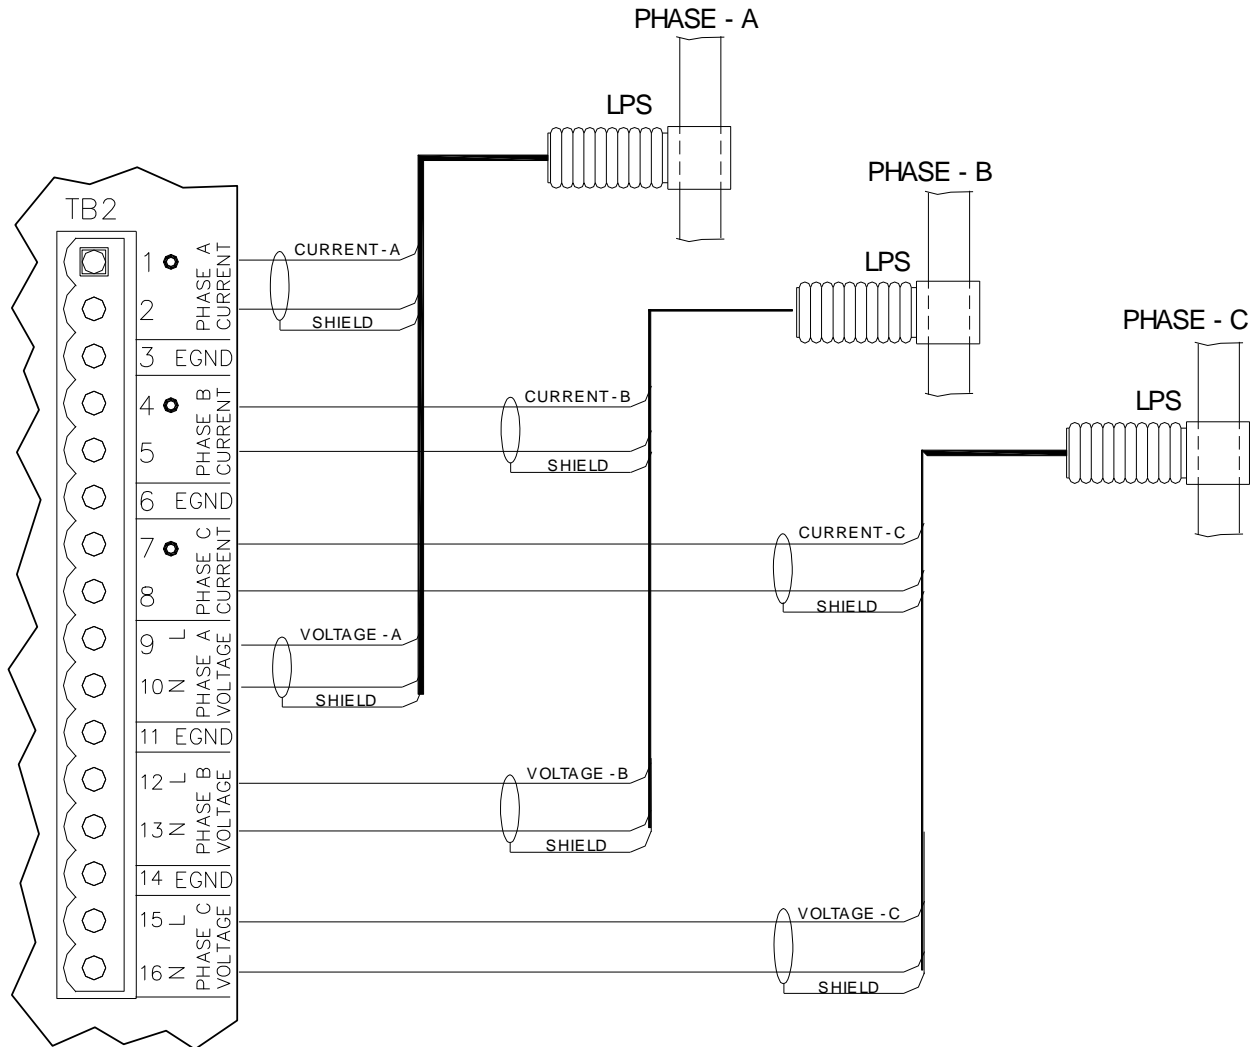 PHASE - A
LPS
PHASE - B
LPS
PHASE - C
LPS
TB2
1
2
PHASE A
CURRENT
3 EGND
4
5
PHASE B
CURRENT
6 EGND
7
8
PHASE C
CURRENT
9 L
10 N
PHASE A
VOLTAGE
11 EGND
12 L
13 N
PHASE B
VOLTAGE
14 EGND
15 L
16 N
PHASE C
VOLTAGE
CURRENT-A
SHIELD
CURRENT-B
SHIELD
CURRENT-C
SHIELD
VOLTAGE -A
SHIELD
VOLTAGE -B
SHIELD
VOLTAGE -C
SHIELD